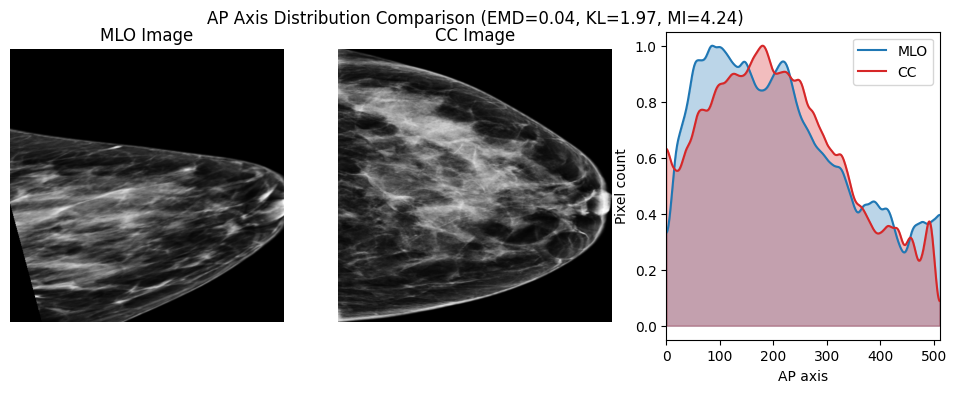 AP Axis Distribution Comparison (EMD=0.04, KL=1.97, MI=4.24)
MLO Image
CC Image
MLO
CC
Pixel count
1.0
0.8
0.6
0.4
0.2
0.0
0 100 200 300 400 500
AP axis